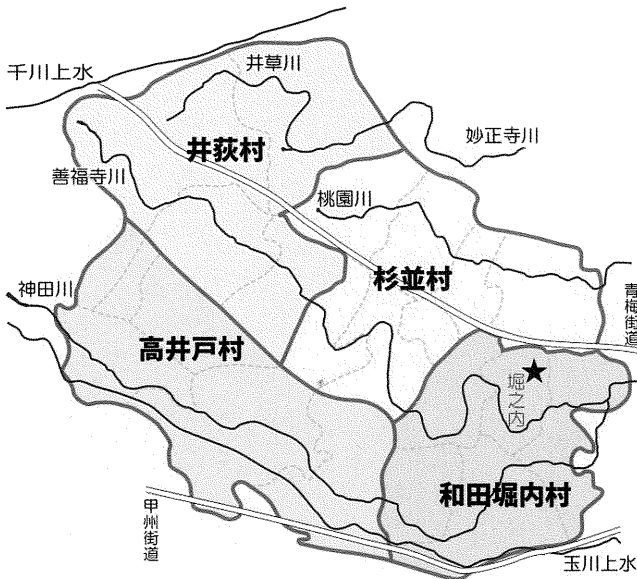 千川上水
井草川
妙正寺川
井荻村
善福寺川
桃園川
神田川
杉並村
青梅街道
高井戸村
堀之内
和田堀内村
甲州街道
玉川上水